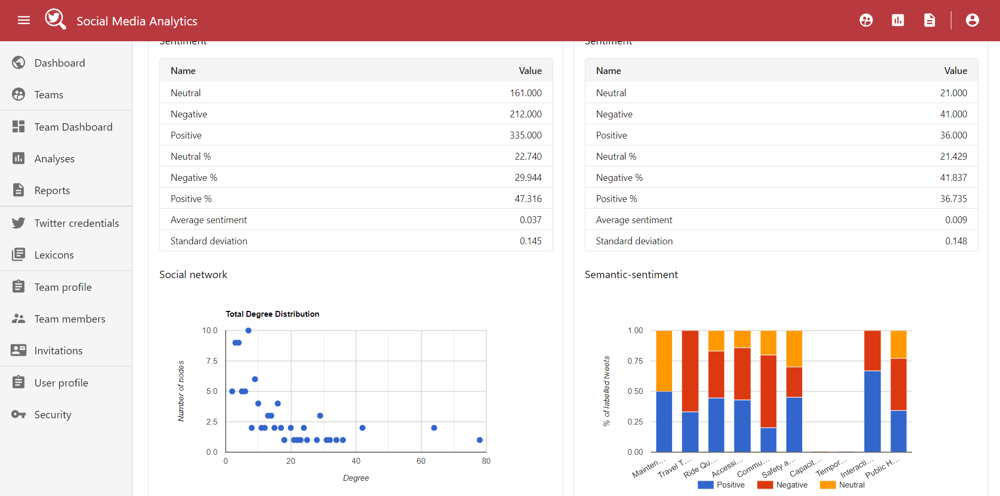 Social Media Analytics
Dashboard
Teams
Team Dashboard
Analyses
Reports
Twitter credentials
Lexicons
Team profile
Team members
Invitations
User profile
Security
Sentiment
Name Value
Neutral 161.000
Negative 212.000
Positive 335.000
Neutral % 22.740
Negative % 29.944
Positive % 47.316
Average sentiment 0.037
Standard deviation 0.145
Social network
Total Degree Distribution
Number of nodes
10.0
7.5
5.0
2.5
0.0
0 20 40 60 80
Degree
Sentiment
Name Value
Neutral 21.000
Negative 41.000
Positive 36.000
Neutral % 21.429
Negative % 41.837
Positive % 36.735
Average sentiment 0.009
Standard deviation 0.148
Semantic-sentiment
% of labelled tweets
1.00
0.75
0.50
0.25
0.00
Mainten... Travel T... Ride Qu... Accessi... Commu... Safety a... Capacit... Tempor... Interacti... Public H...
Positive Negative Neutral